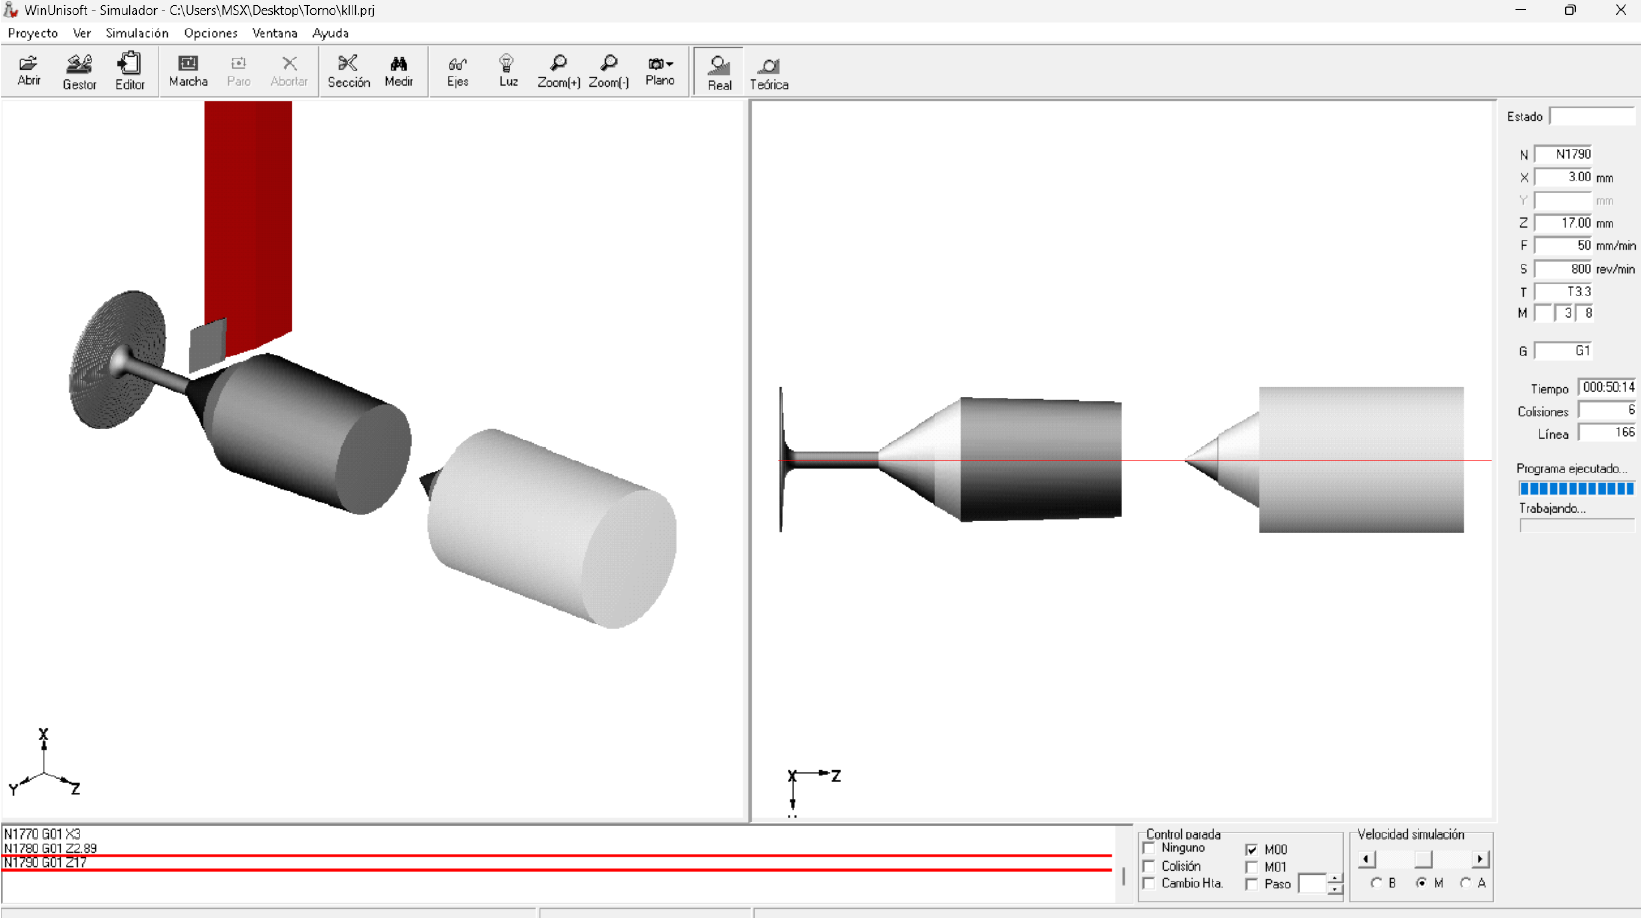 WinUnisoft - Simulador - C:\Users\MSX\Desktop\Torno\klll.prj
Proyecto Ver Simulación Opciones Ventana Ayuda
Abrir Gestor Editor Marcha Paro Abortar Sección Medir Ejes Luz Zoom(+) Zoom(-) Plano Real Teórica
Estado
N N1790
X 3.00 mm
Y mm
Z 17.00 mm
F 50 mm/min
S 800 rev/min
T T3.3
M 3 8
G G1
Tiempo 000:50:14
Colisiones 6
Línea 166
Programa ejecutado...
Trabajando...
X
Y Z
X Z
N1770 G01 X3
N1780 G01 Z2.89
N1790 G01 Z17
Control parada
Ninguno M00
Colisión M01
Cambio Hta. Paso
Velocidad simulación
B M A